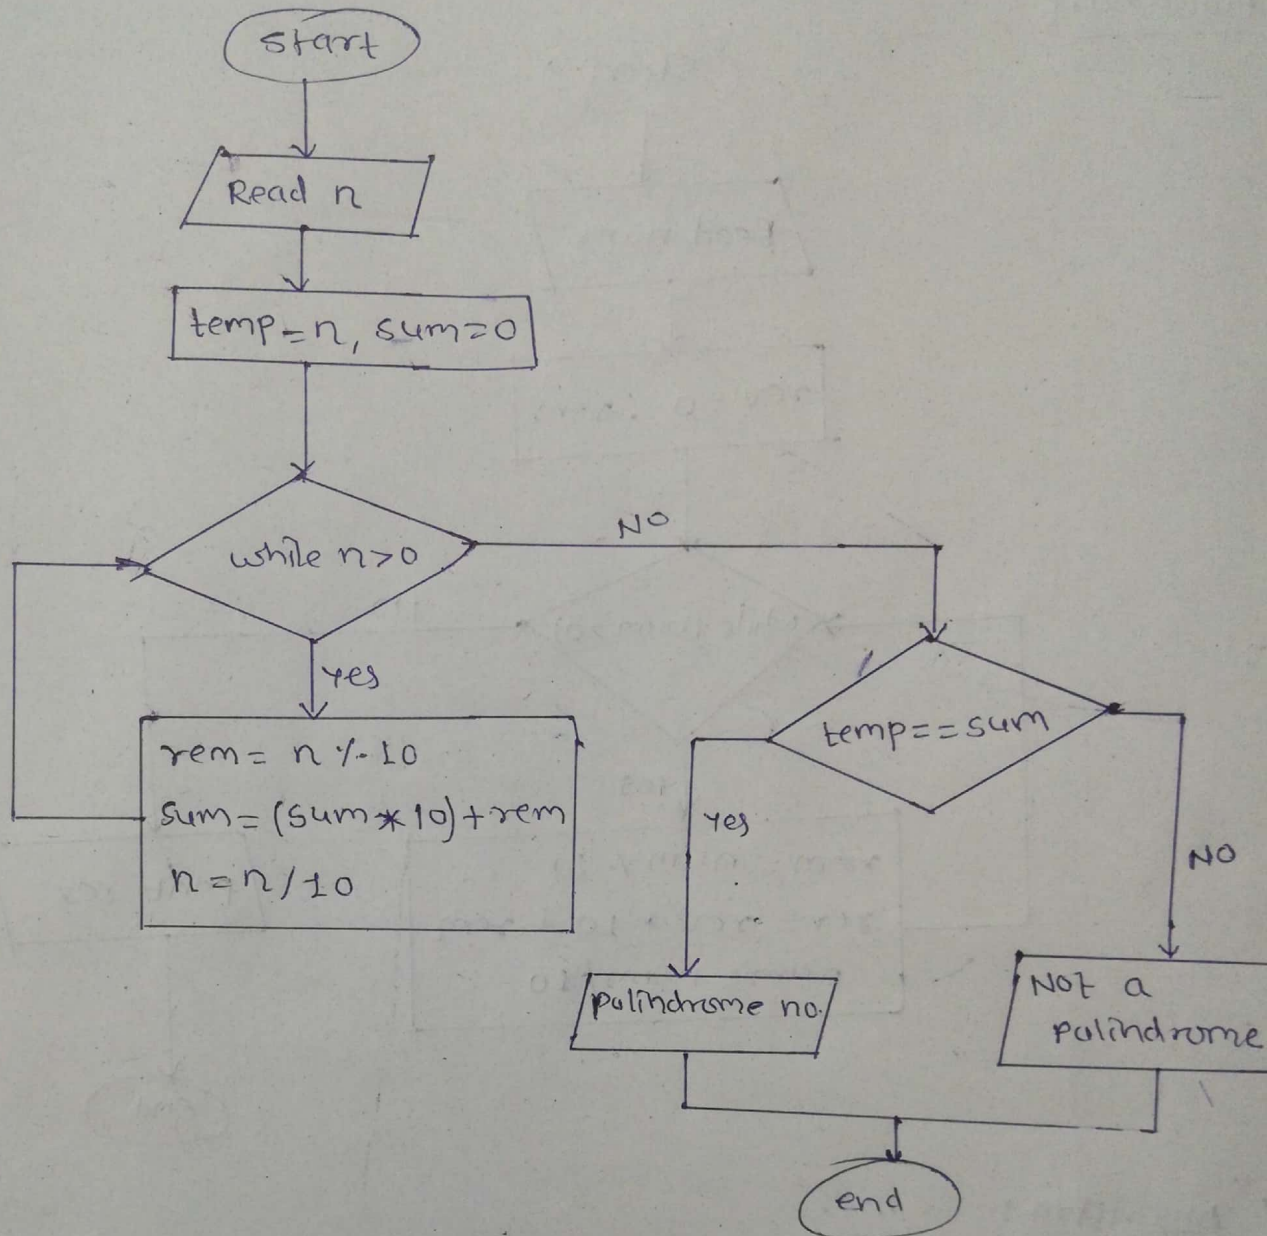 Start
Read n
temp=n, sum=0
while n>0
NO
yes
rem= n % 10
sum= (sum*10)+rem
n=n/10
temp==sum
yes
NO
palindrome no.
Not a
palindrome
end